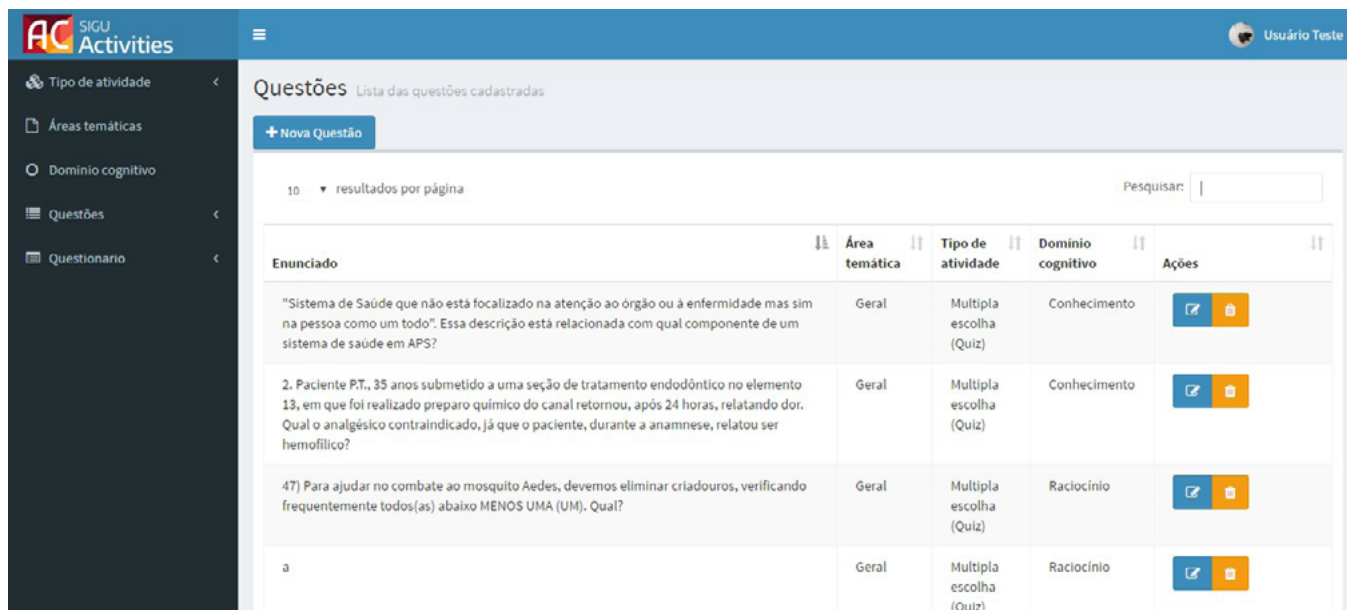 AC SIGU
Activities
Usuário Teste
Tipo de atividade
Áreas temáticas
Dominio cognitivo
Questões
Questionario
Questões Lista das questões cadastradas
Nova Questão
10 resultados por página
Pesquisar:
Enunciado
Área
temática
Tipo de
atividade
Domínio
cognitivo
Ações
"Sistema de Saúde que não está focalizado na atenção ao órgão ou à enfermidade mas sim
na pessoa como um todo". Essa descrição está relacionada com qual componente de um
sistema de saúde em APS?
Geral
Multipla
escolha
(Quiz)
Conhecimento
2. Paciente P.T., 35 anos submetido a uma seção de tratamento endodôntico no elemento
13, em que foi realizado preparo químico do canal retornou, após 24 horas, relatando dor.
Qual o analgésico contraindicado, já que o paciente, durante a anamnese, relatou ser
hemofílico?
Geral
Multipla
escolha
(Quiz)
Conhecimento
47) Para ajudar no combate ao mosquito Aedes, devemos eliminar criadouros, verificando
frequentemente todos(as) abaixo MENOS UMA (UM). Qual?
Geral
Multipla
escolha
(Quiz)
Raciocínio
a
Geral
Multipla
escolha
(Quiz)
Raciocínio